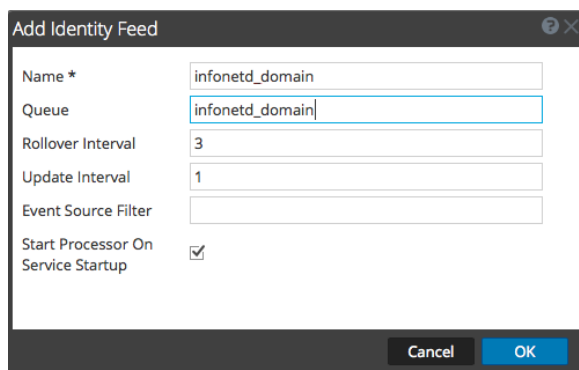 Add Identity Feed
Name * infonetd_domain
Queue infonetd_domain
Rollover Interval 3
Update Interval 1
Event Source Filter
Start Processor On
Service Startup
Cancel OK